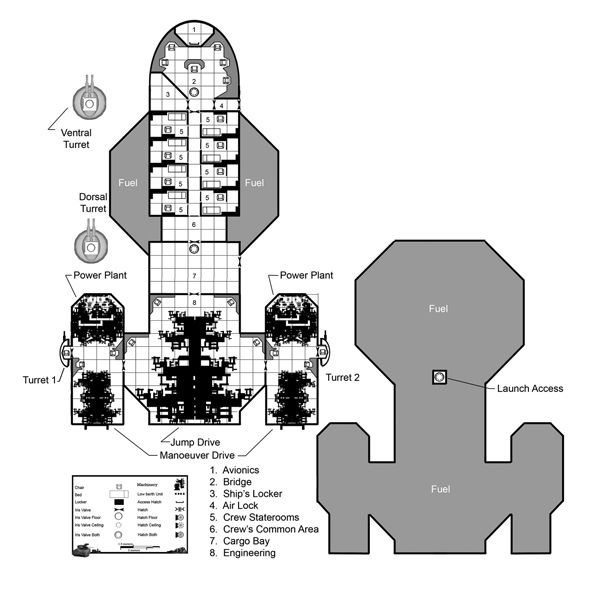 1
2
3
4
5
5
5
5
5
5
5
5
6
7
8
Ventral
Turret
Dorsal
Turret
Fuel
Fuel
Power Plant
Power Plant
Turret 1
Turret 2
Jump Drive
Manoeuver Drive
Fuel
Launch Access
Fuel
Chair
Machinery
Bed
Low berth Unit
Locker
Access Hatch
Iris Valve
Hatch
Iris Valve Floor
Hatch Floor
Iris Valve Ceiling
Hatch Ceiling
Iris Valve Both
Hatch Both
1. Avionics
2. Bridge
3. Ship's Locker
4. Air Lock
5. Crew Staterooms
6. Crew's Common Area
7. Cargo Bay
8. Engineering